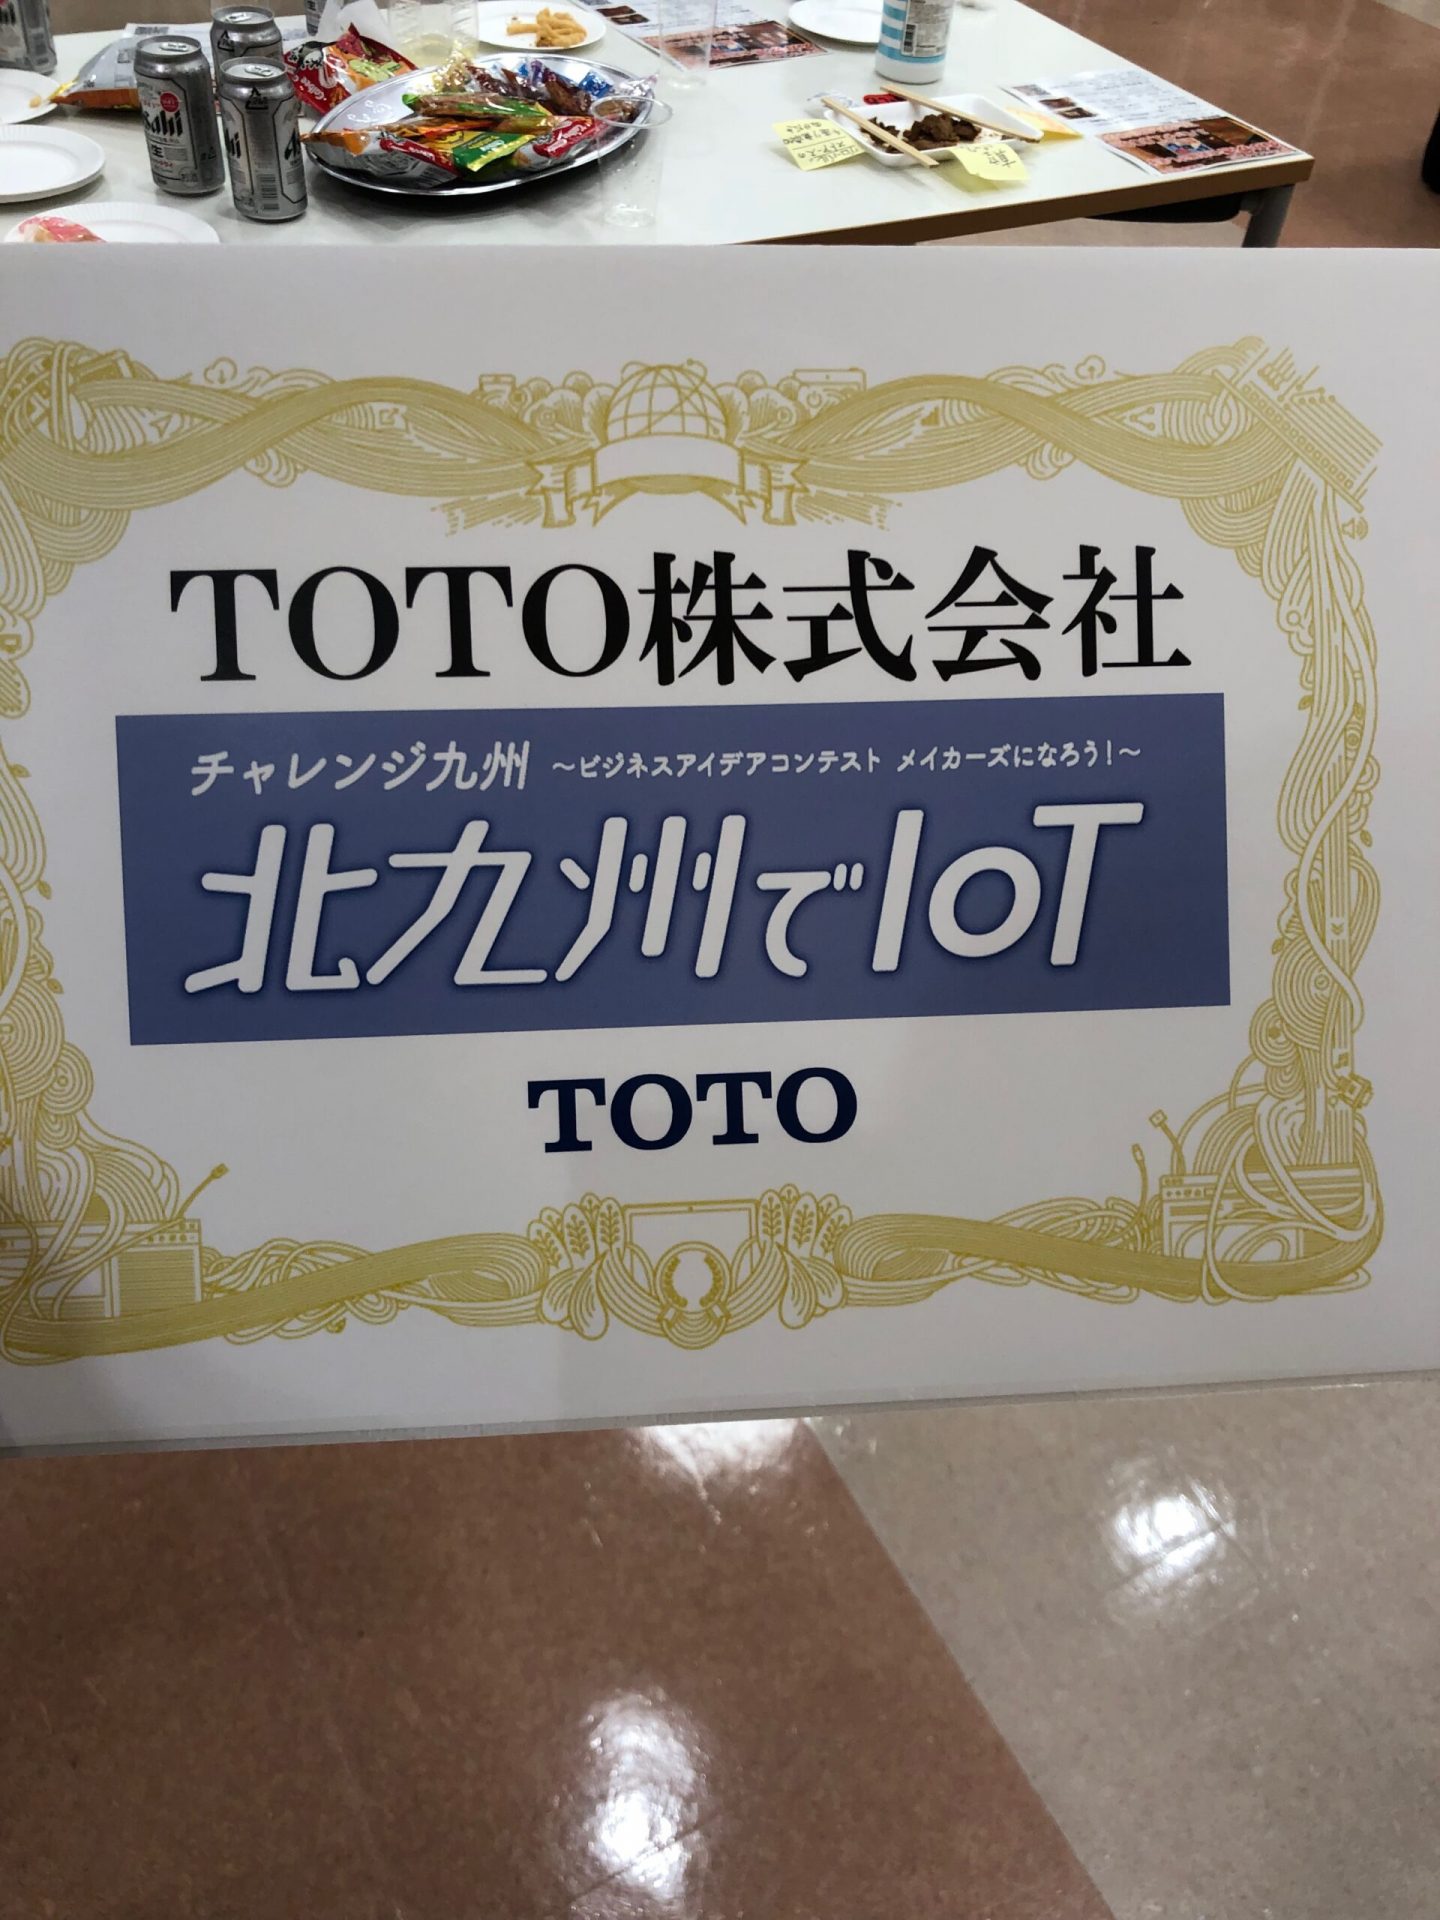 Asahi
生
TOTO株式会社
チャレンジ九州 ～ビジネスアイデアコンテスト メイカーズになろう！～
北九州でIoT
TOTO